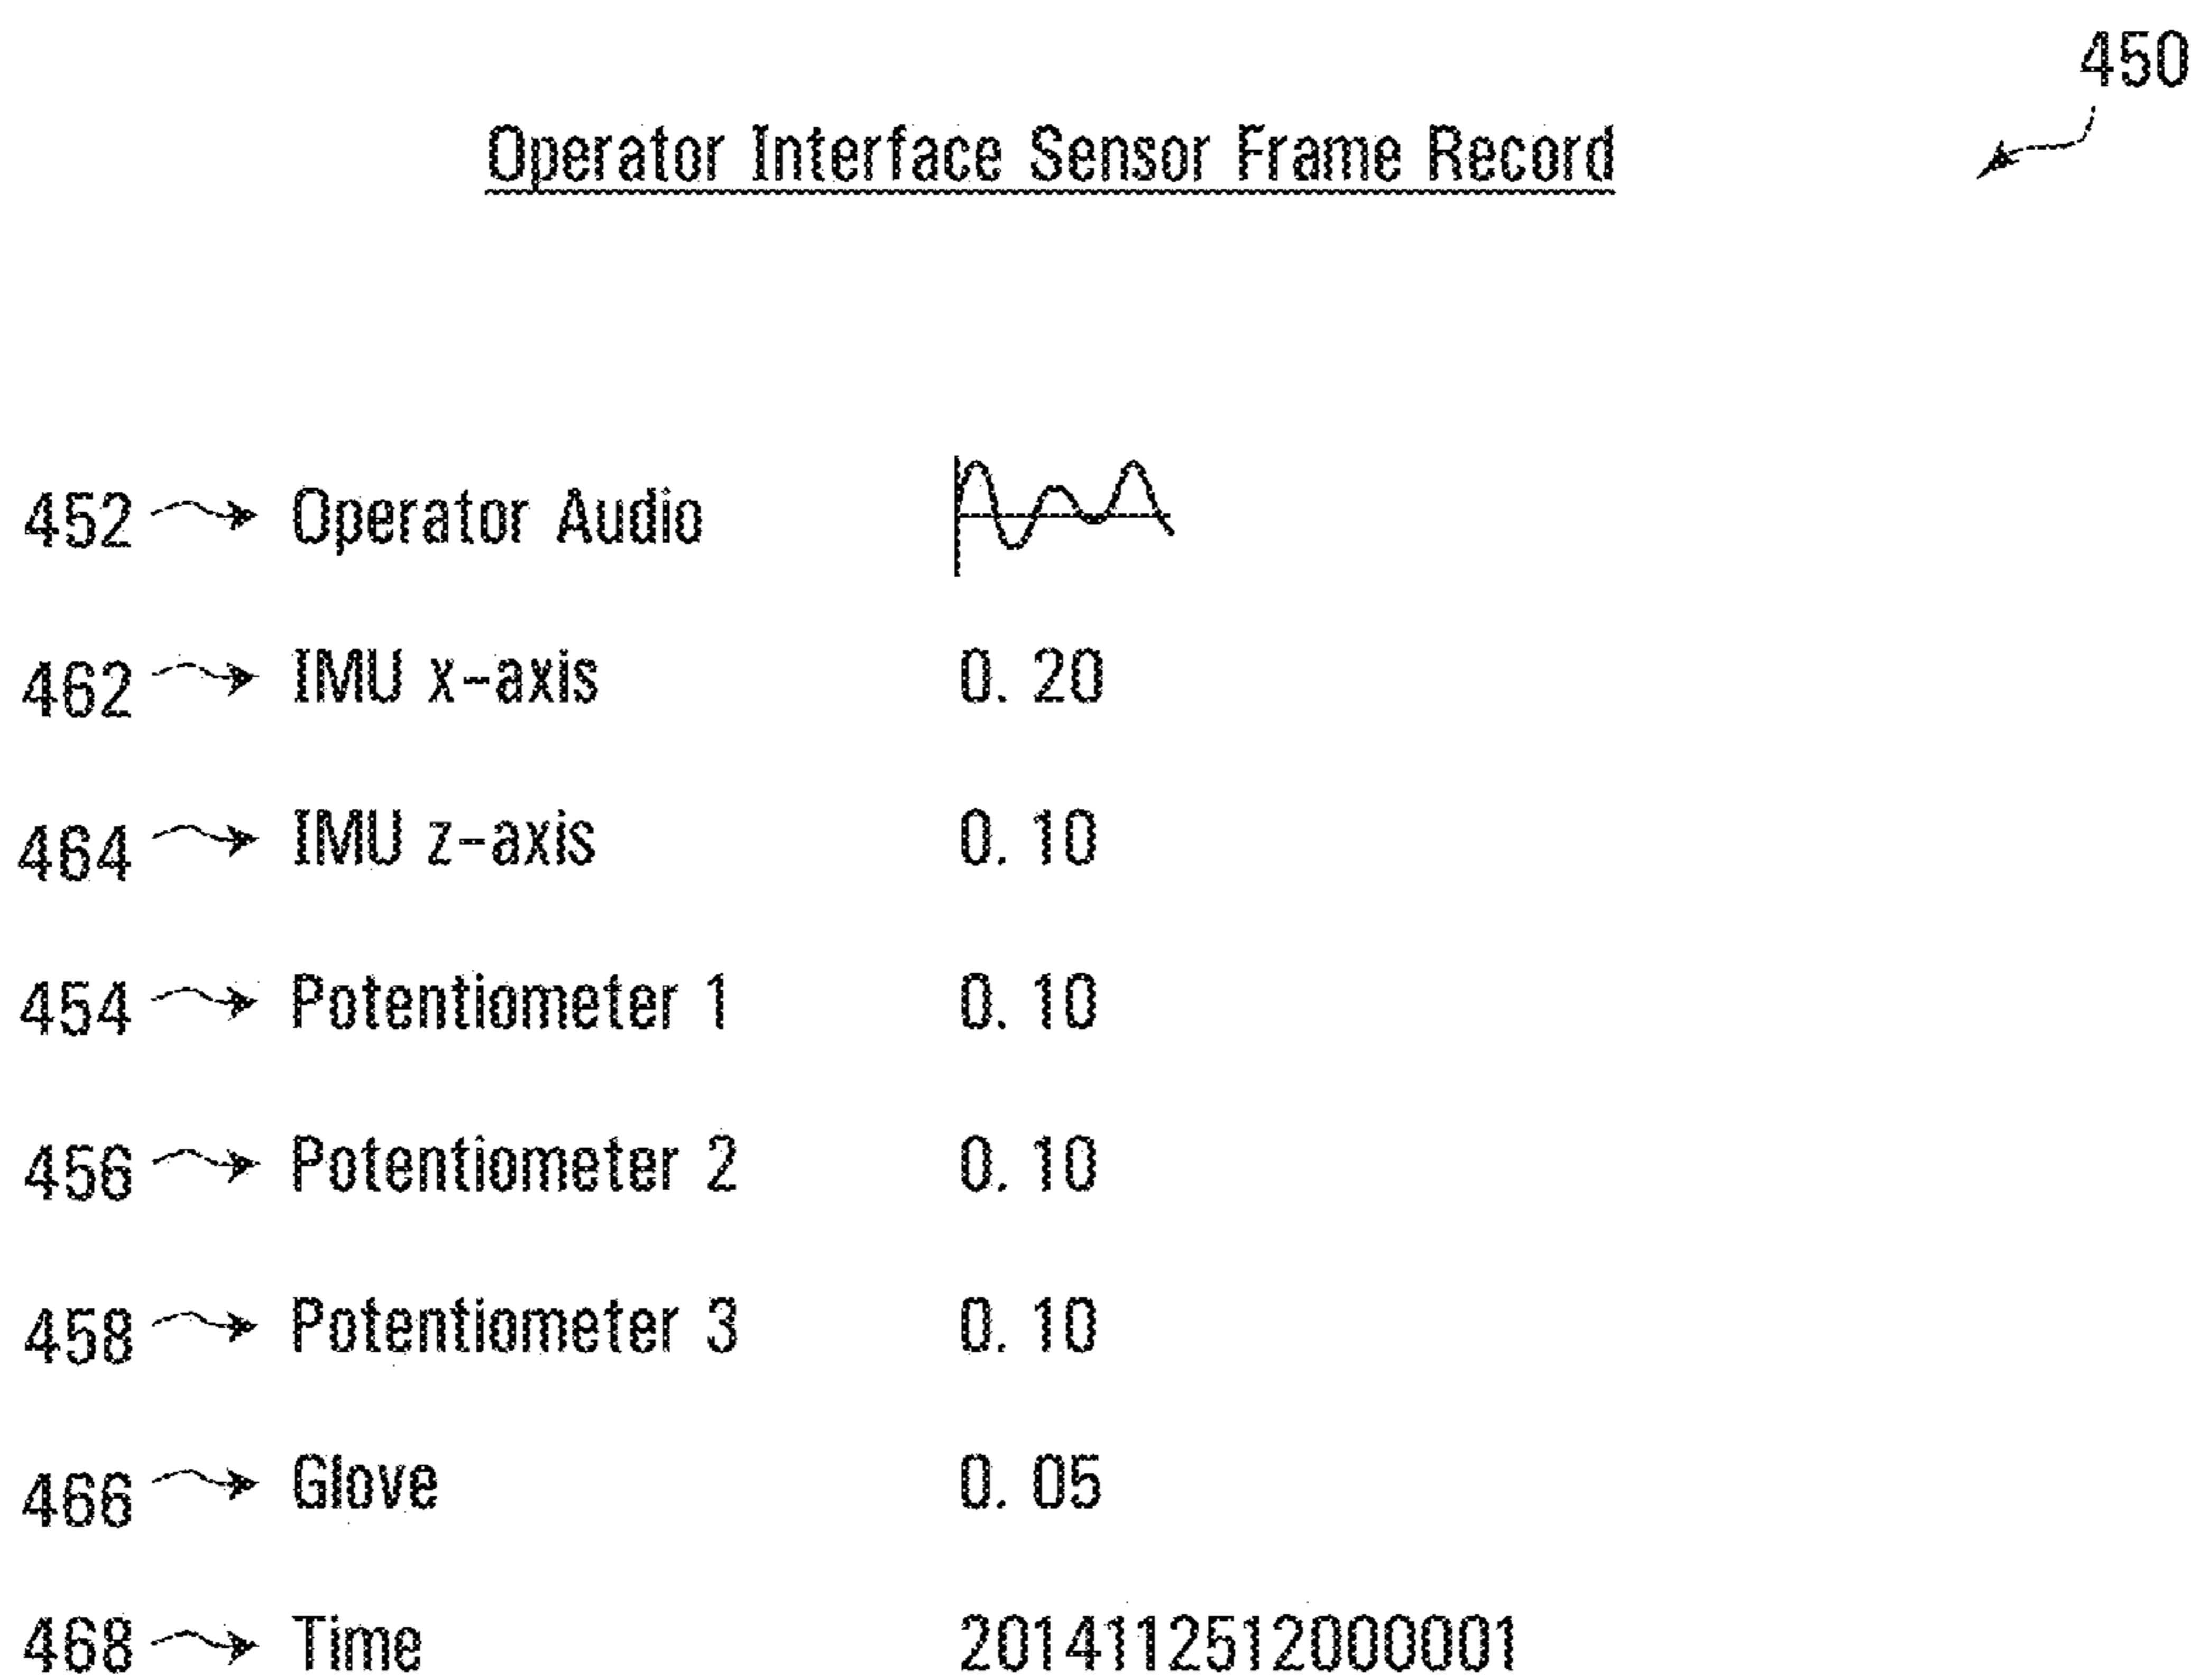 450
Operator Interface Sensor Frame Record
452 Operator Audio
462 IMU x-axis 0. 20
464 IMU z-axis 0. 10
454 Potentiometer 1 0. 10
456 Potentiometer 2 0. 10
458 Potentiometer 3 0. 10
466 Glove 0. 05
468 Time 2014112512000001